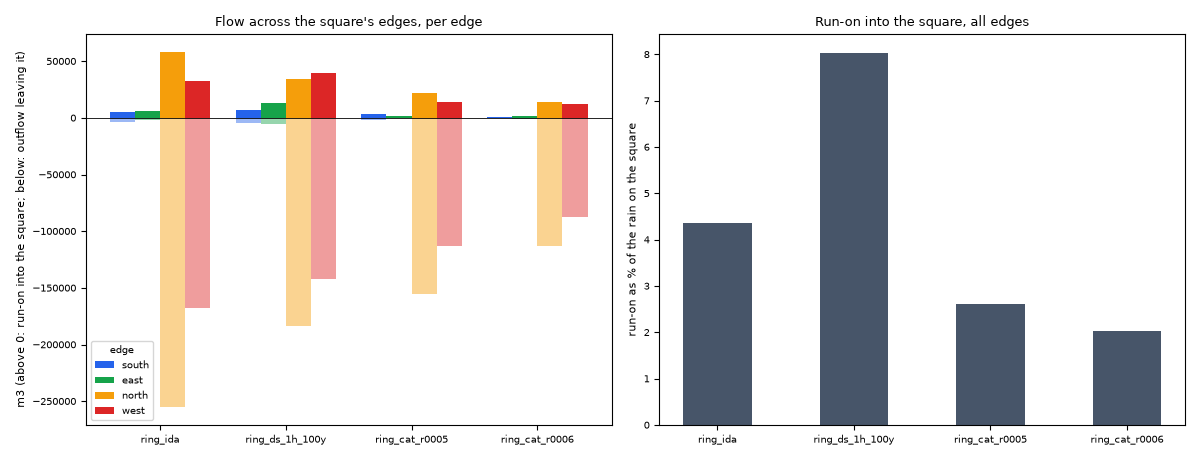 Flow across the square's edges, per edge
m3 (above 0: run-on into the square; below: outflow leaving it)
50000
0
−50000
−100000
−150000
−200000
−250000
edge
south
east
north
west
ring_ida
ring_ds_1h_100y
ring_cat_r0005
ring_cat_r0006
Run-on into the square, all edges
run-on as % of the rain on the square
8
7
6
5
4
3
2
1
0
ring_ida
ring_ds_1h_100y
ring_cat_r0005
ring_cat_r0006